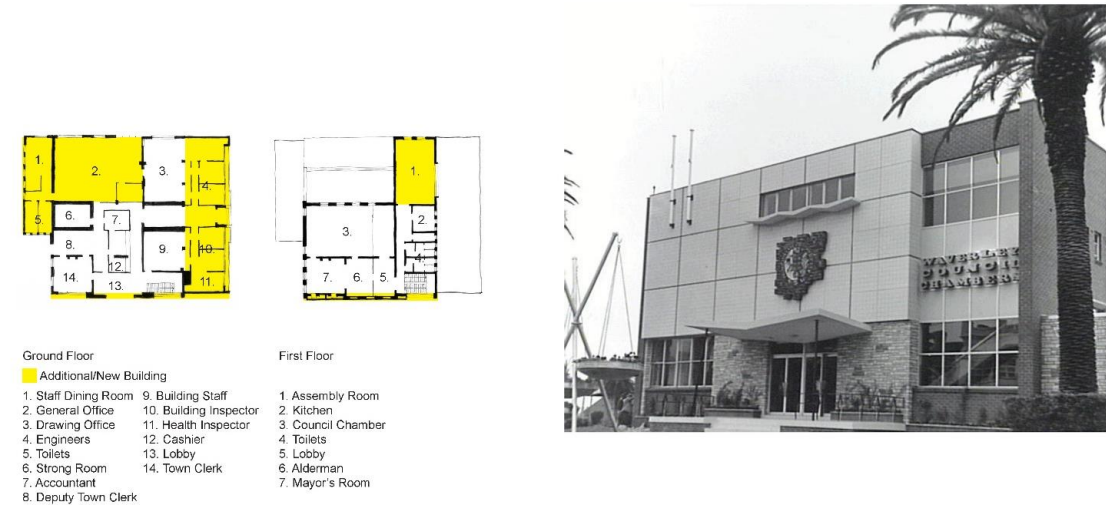 1.
2.
3.
4.
5.
6.
7.
8.
9.
10.
11.
12.
13.
14.
1.
2.
3.
4.
5.
6.
7.
WAVERLEY
COUNCIL
CHAMBERS
Ground Floor
Additional/New Building
1. Staff Dining Room
2. General Office
3. Drawing Office
4. Engineers
5. Toilets
6. Strong Room
7. Accountant
8. Deputy Town Clerk
9. Building Staff
10. Building Inspector
11. Health Inspector
12. Cashier
13. Lobby
14. Town Clerk
First Floor
1. Assembly Room
2. Kitchen
3. Council Chamber
4. Toilets
5. Lobby
6. Alderman
7. Mayor's Room